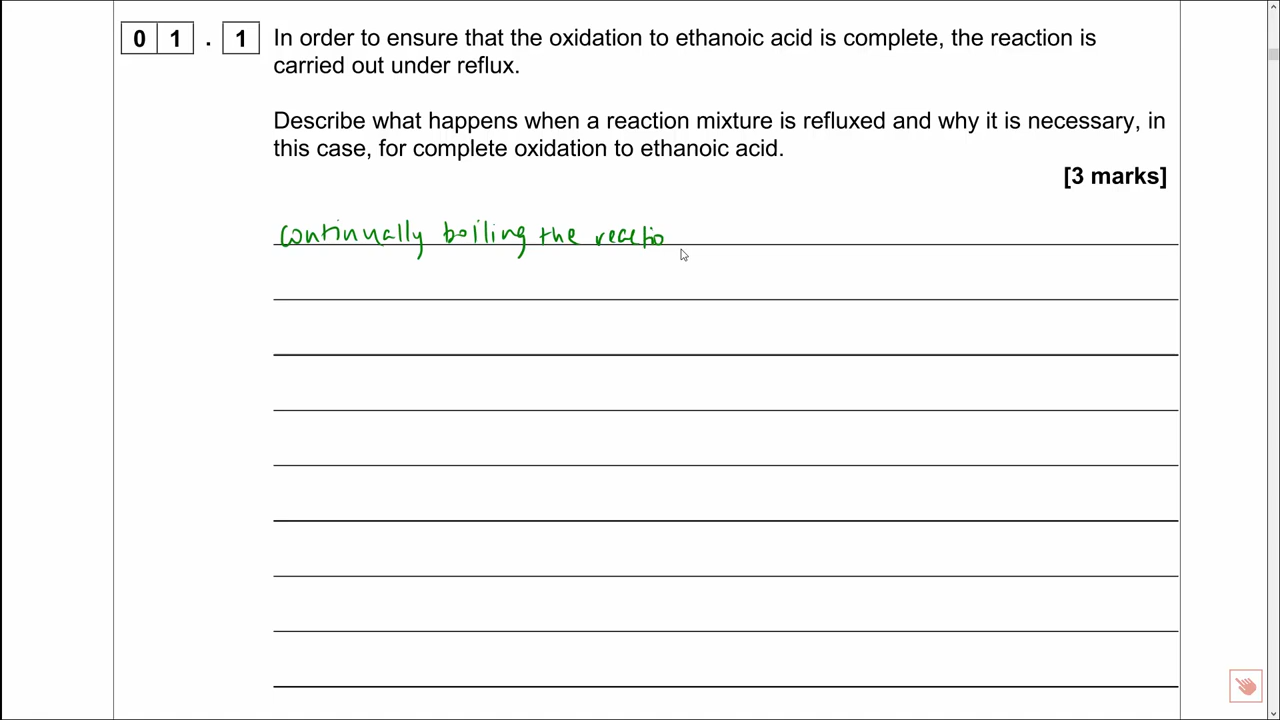 01.1 In order to ensure that the oxidation to ethanoic acid is complete, the reaction is
carried out under reflux.
Describe what happens when a reaction mixture is refluxed and why it is necessary, in
this case, for complete oxidation to ethanoic acid.
[3 marks]
continually boiling the reactio